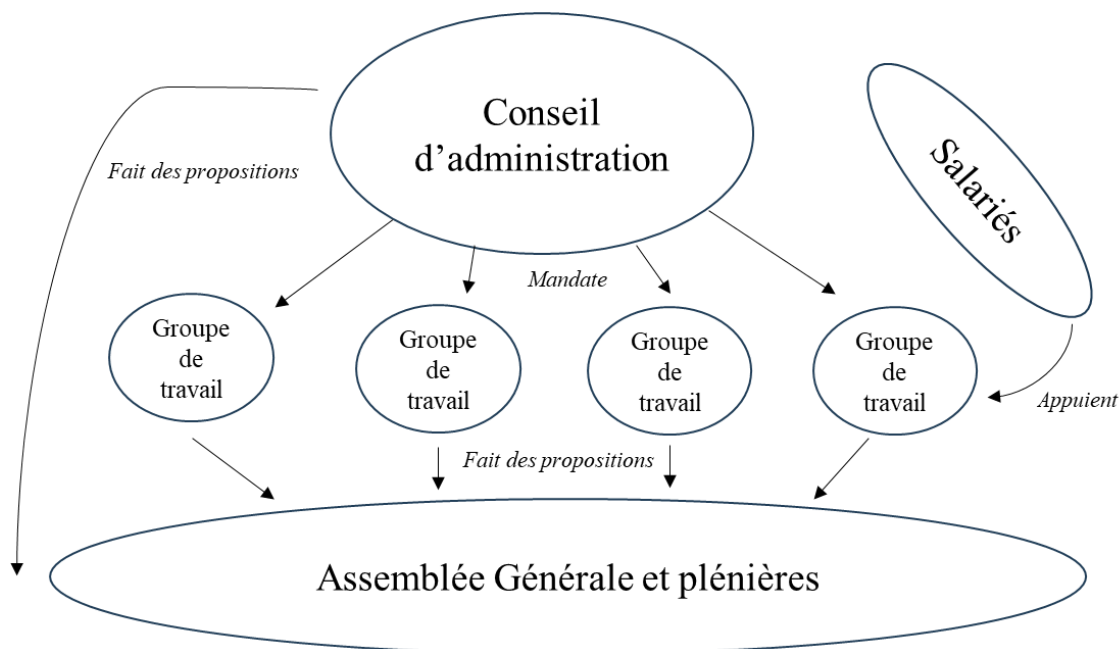 Conseil
d’administration
Salariés
Fait des propositions
Mandate
Groupe
de
travail
Groupe
de
travail
Groupe
de
travail
Groupe
de
travail
Appuient
Fait des propositions
Assemblée Générale et plénières